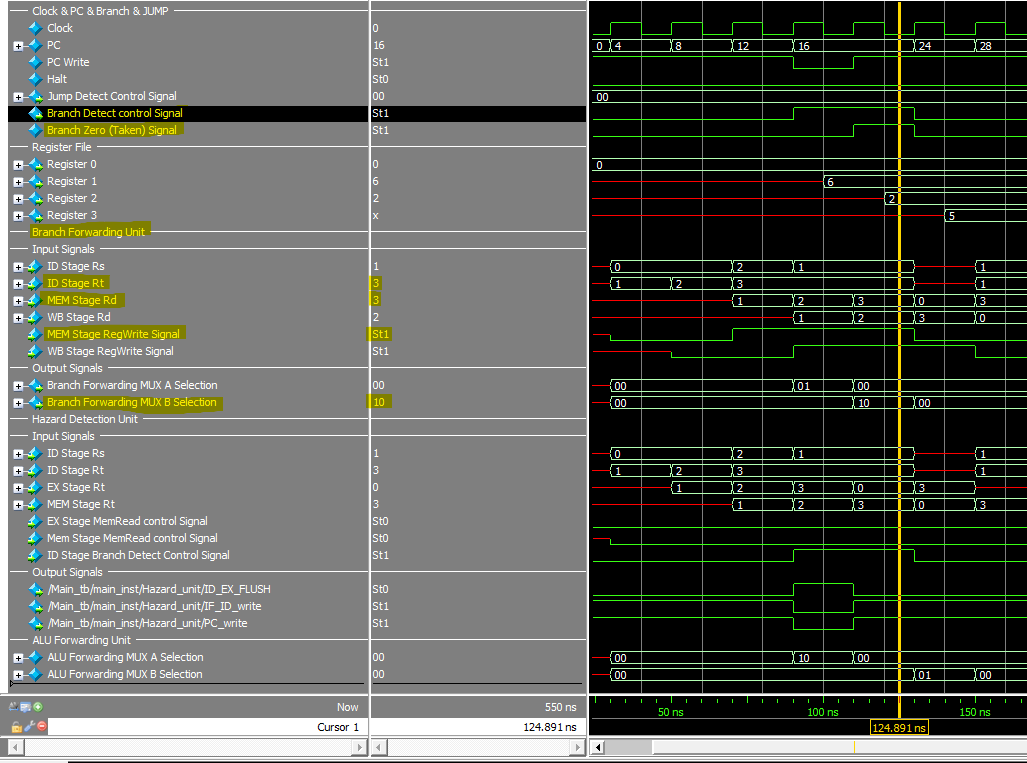 Clock & PC & Branch & JUMP
Clock 0
PC 16 0 4 8 12 16 24 28
PC Write St1
Halt St0
Jump Detect Control Signal 00 00
Branch Detect control Signal St1
Branch Zero (Taken) Signal St1
Register File
Register 0 0 0
Register 1 6 6
Register 2 2 2
Register 3 x 5
Branch Forwarding Unit
Input Signals
ID Stage Rs 1 0 2 1 1
ID Stage Rt 3 1 2 3 1
MEM Stage Rd 3 1 2 3 0 3
WB Stage Rd 2 1 2 3 0
MEM Stage RegWrite Signal St1
WB Stage RegWrite Signal St1
Output Signals
Branch Forwarding MUX A Selection 00 00 01 00
Branch Forwarding MUX B Selection 10 00 10 00
Hazard Detection Unit
Input Signals
ID Stage Rs 1 0 2 1 1
ID Stage Rt 3 1 2 3 1
EX Stage Rt 0 1 2 3 0 3
MEM Stage Rt 3 1 2 3 0 3
EX Stage MemRead control Signal St0
Mem Stage MemRead control Signal St0
ID Stage Branch Detect Control Signal St1
Output Signals
/Main_tb/main_inst/Hazard_unit/ID_EX_FLUSH St0
/Main_tb/main_inst/Hazard_unit/IF_ID_write St1
/Main_tb/main_inst/Hazard_unit/PC_write St1
ALU Forwarding Unit
ALU Forwarding MUX A Selection 00 00 10 00
ALU Forwarding MUX B Selection 00 00 01 00
Now 550 ns 50 ns 100 ns 150 ns
Cursor 1 124.891 ns 124.891 ns